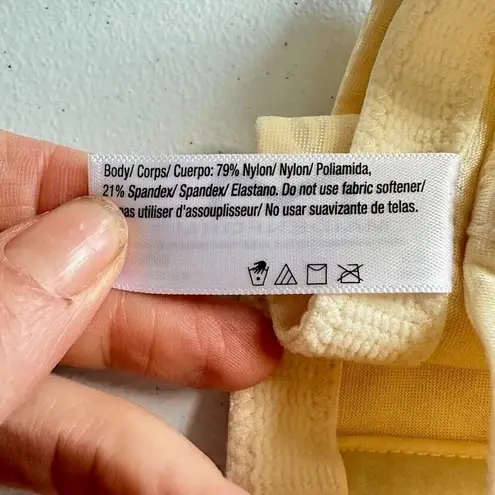 Body/ Corps/ Cuerpo: 79% Nylon/ Nylon/ Poliamida,
21% Spandex/ Spandex/ Elastano. Do not use fabric softener/
pas utiliser d'assouplisseur/ No usar suavizante de telas.